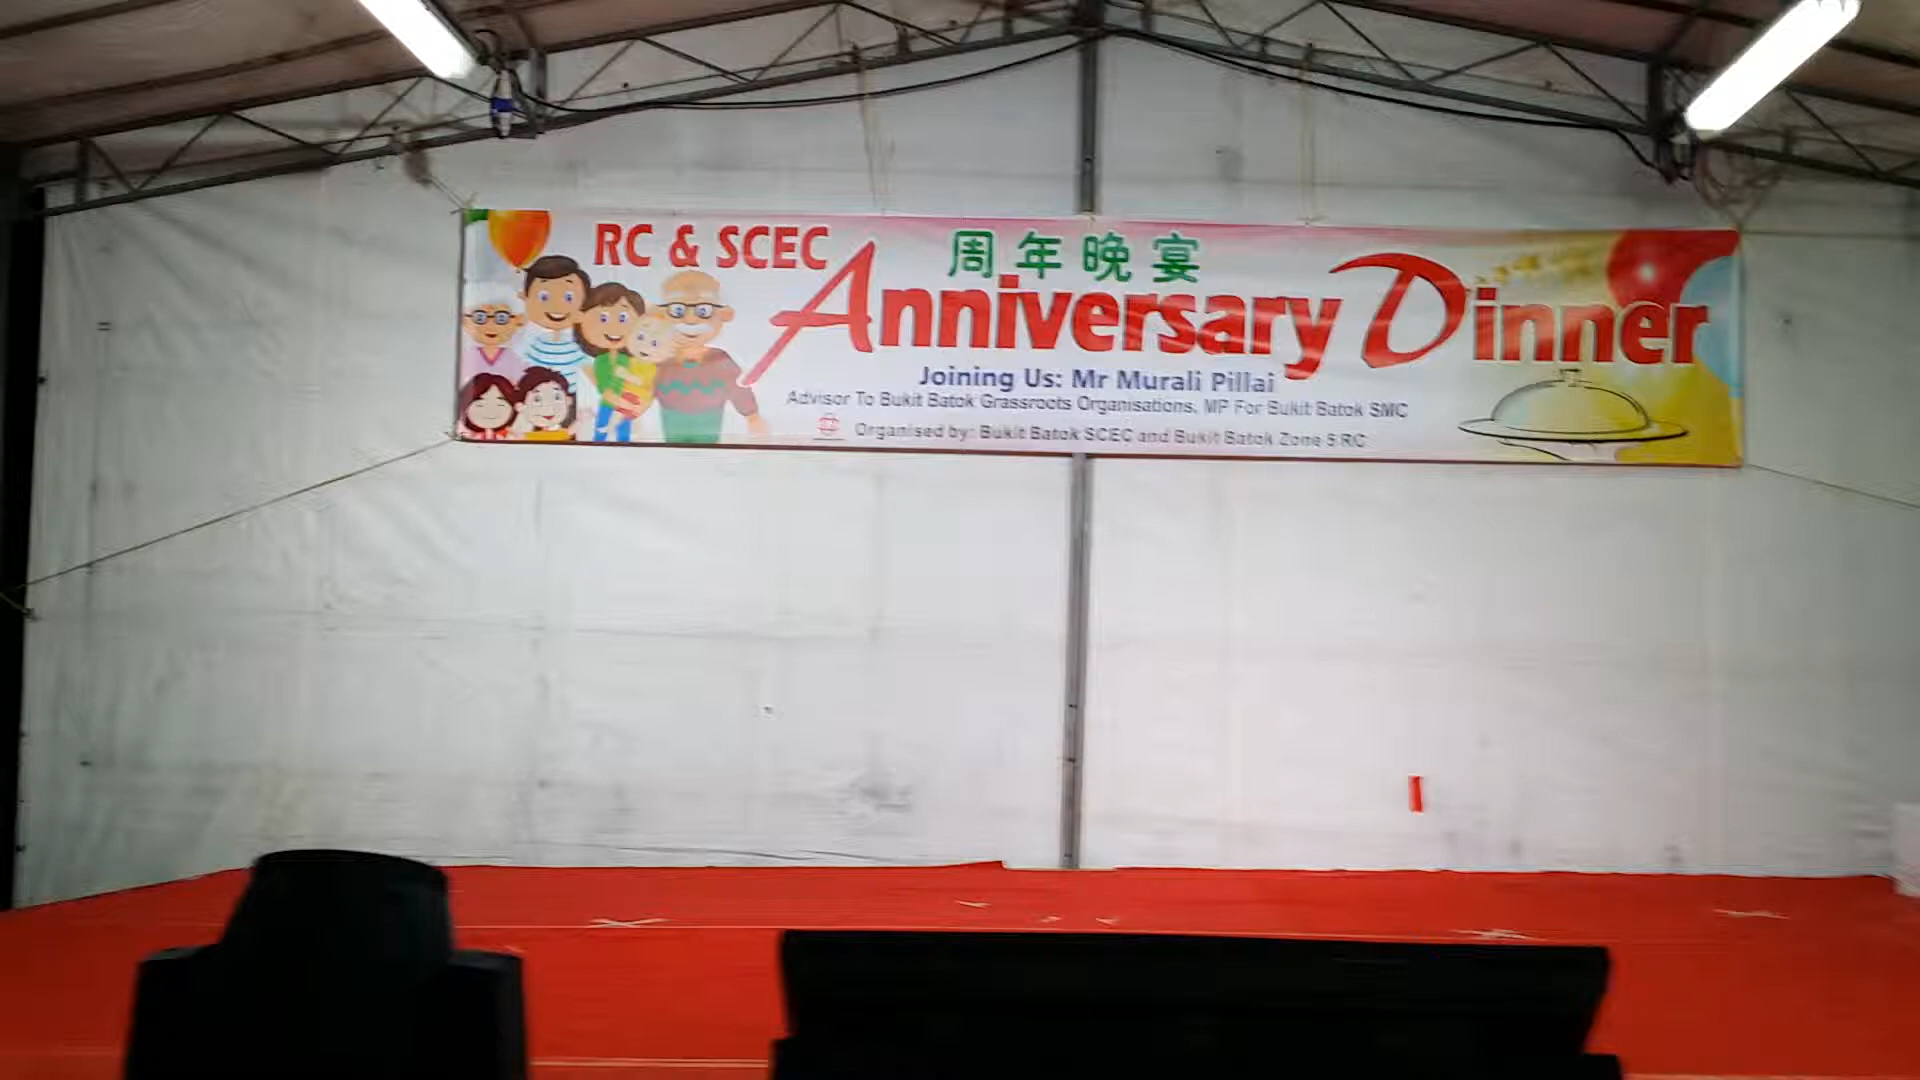 RC & SCEC
周年晚宴
Anniversary Dinner
Joining Us: Mr Murali Pillai
Advisor To Bukit Batok Grassroots Organisations, MP For Bukit Batok SMC
Organised by: Bukit Batok SCEC and Bukit Batok Zone 5 RC